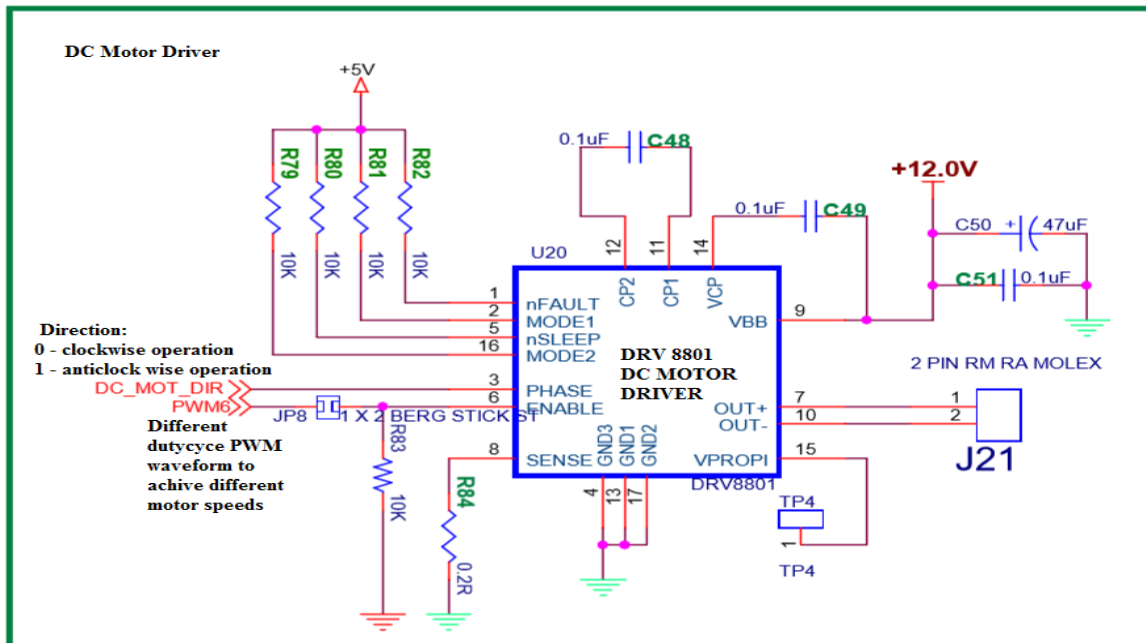 DC Motor Driver
+5V
R79
R80
R81
R82
10K
10K
10K
10K
0.1uF
C48
0.1uF
C49
+12.0V
C50
+
47uF
C51
0.1uF
U20
12
11
14
CP2
CP1
VCP
1
nFAULT
2
MODE1
5
nSLEEP
16
MODE2
VBB
9
DRV 8801
DC MOTOR
DRIVER
Direction:
0 - clockwise operation
1 - anticlock wise operation
DC_MOT_DIR
3
PHASE
PWM6
6
ENABLE
JP8
1 X 2 BERG STICK ST
Different
dutycyce PWM
waveform to
achive different
motor speeds
R83
10K
8
SENSE
R84
0.2R
GND3
GND1
GND2
4
13
17
OUT+
7
OUT-
10
VPROPI
15
DRV8801
2 PIN RM RA MOLEX
1
2
J21
TP4
1
TP4